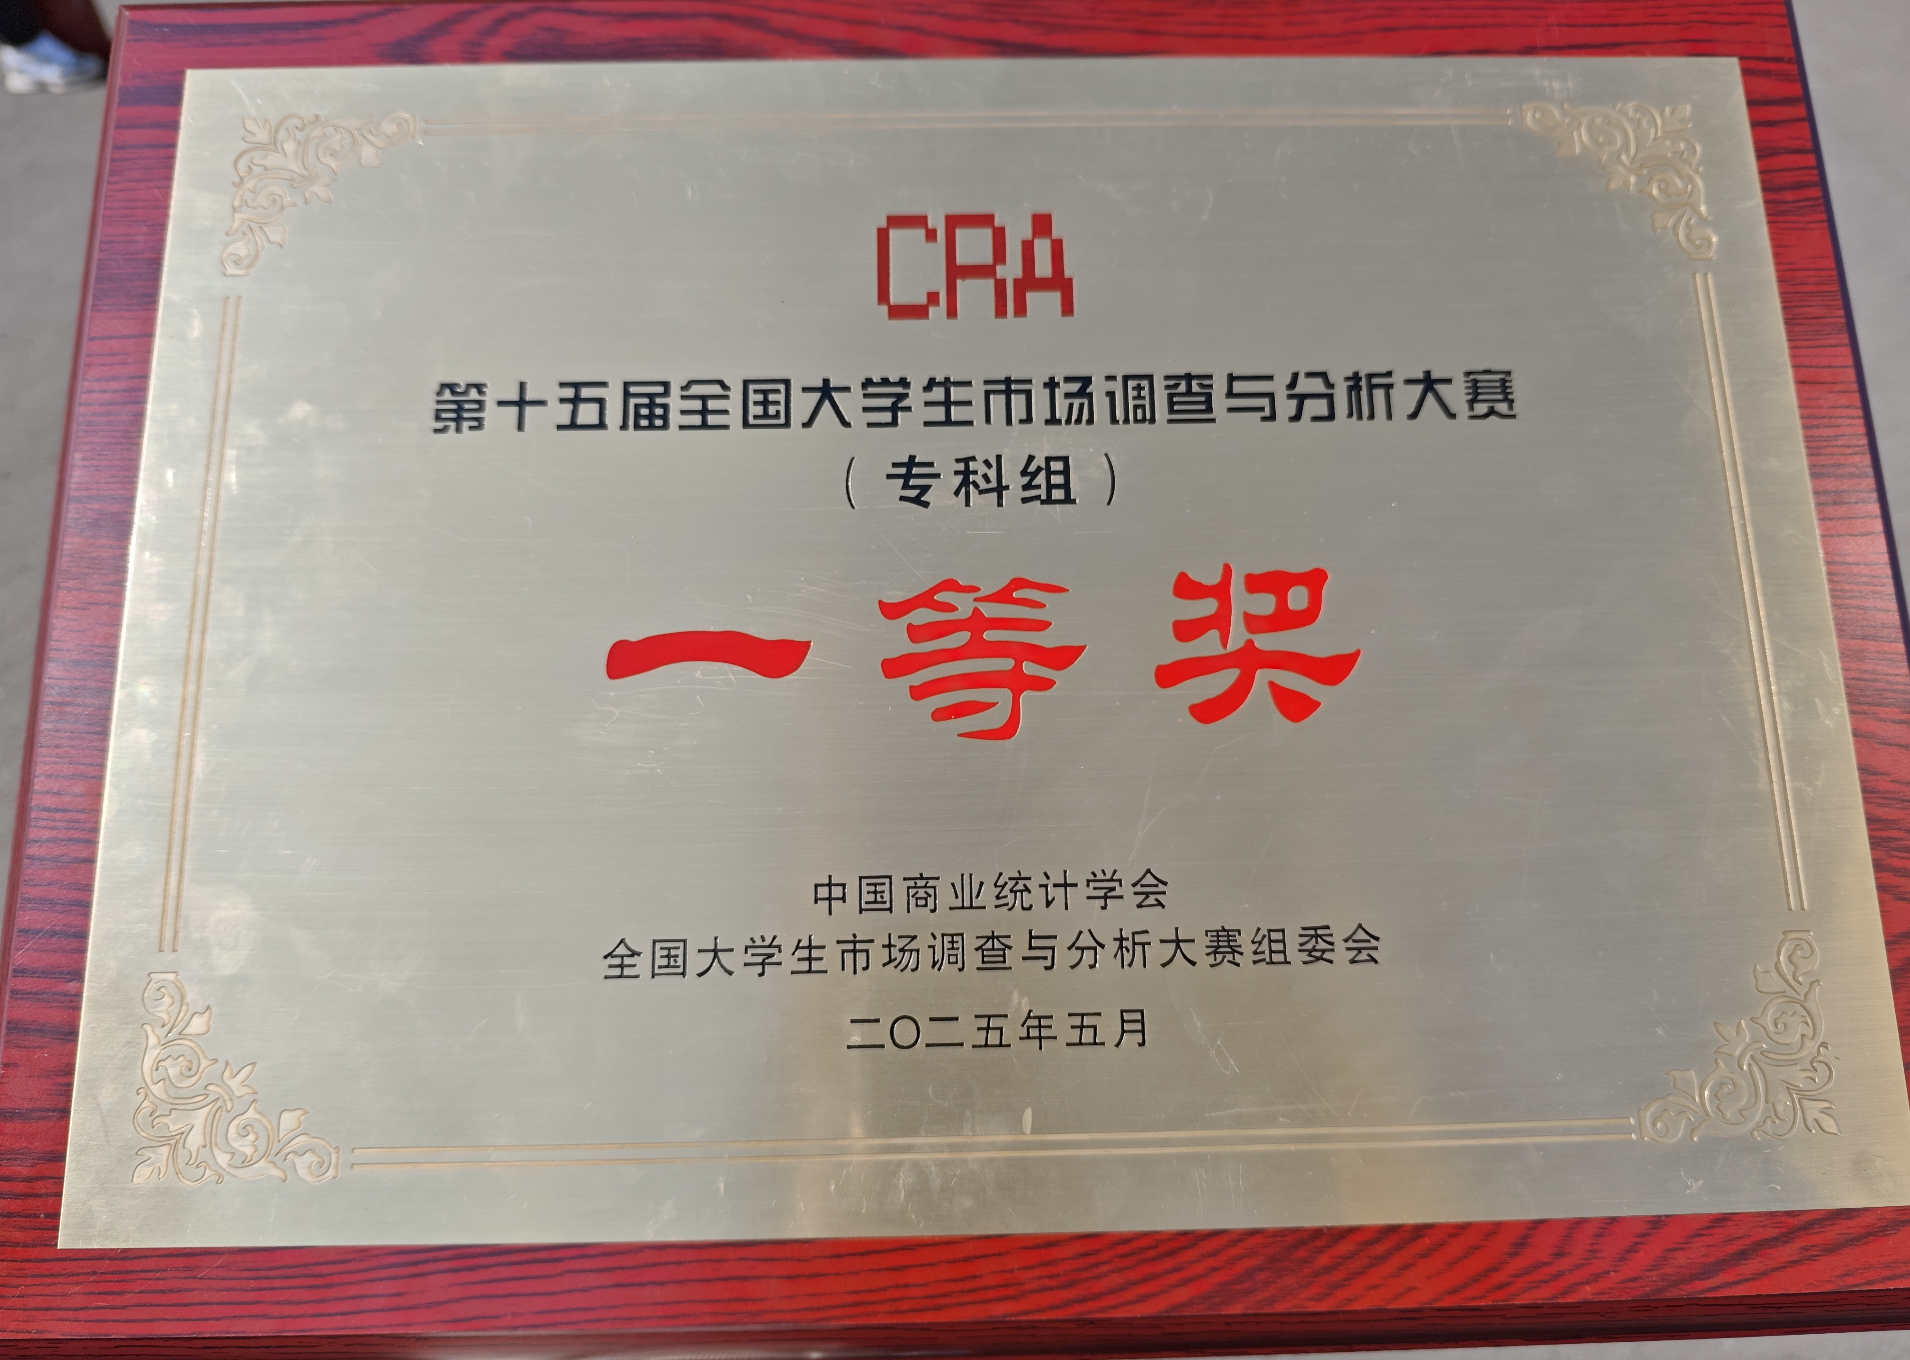 CRA
第十五届全国大学生市场调查与分析大赛
（专科组）
一等奖
中国商业统计学会
全国大学生市场调查与分析大赛组委会
二〇二五年五月